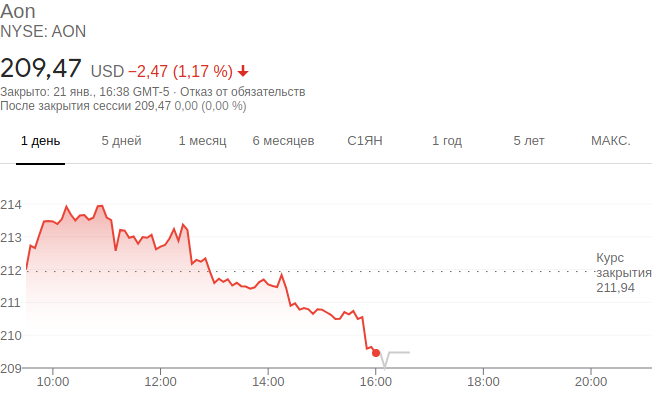 Aon
NYSE: AON
209,47 USD −2,47 (1,17 %)
Закрыто: 21 янв., 16:38 GMT-5 · Отказ от обязательств
После закрытия сессии 209,47 0,00 (0,00 %)
1 день 5 дней 1 месяц 6 месяцев С1ЯН 1 год 5 лет МАКС.
214
213
Курс
212 закрытия
211,94
211
210
209
10:00 12:00 14:00 16:00 18:00 20:00